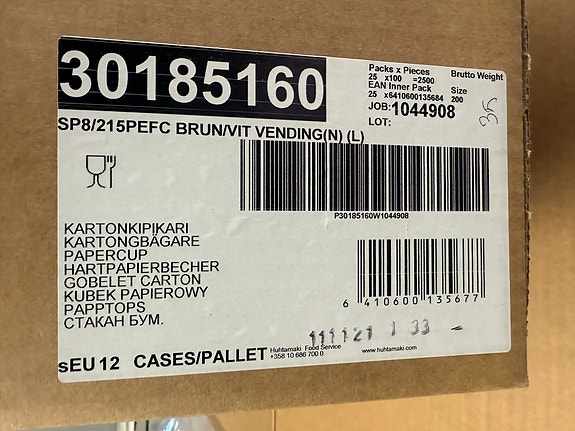 30185160
Packs x Pieces
25 x100 =2500
EAN Inner Pack
25 x6410600135684
Brutto Weight
Size
200
JOB:1044908
LOT:
SP8/215PEFC BRUN/VIT VENDING(N) (L)
P30185160W1044908
KARTONKIPIKARI
KARTONGBÄGARE
PAPERCUP
HARTPAPIERBECHER
GOBELET CARTON
KUBEK PAPIEROWY
PAPPTOPS
СТАКАН БУМ.
6 410600 135677
111121 1 33 -
sEU 12 CASES/PALLET
Huhtamaki Food Service
+358 10 686 700 0
www.huhtamaki.com